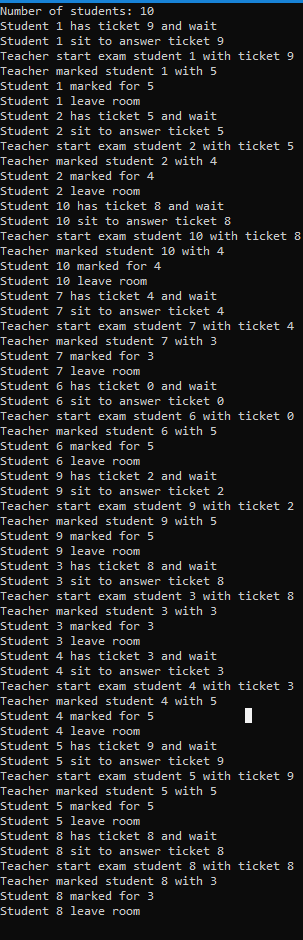 Number of students: 10
Student 1 has ticket 9 and wait
Student 1 sit to answer ticket 9
Teacher start exam student 1 with ticket 9
Teacher marked student 1 with 5
Student 1 marked for 5
Student 1 leave room
Student 2 has ticket 5 and wait
Student 2 sit to answer ticket 5
Teacher start exam student 2 with ticket 5
Teacher marked student 2 with 4
Student 2 marked for 4
Student 2 leave room
Student 10 has ticket 8 and wait
Student 10 sit to answer ticket 8
Teacher start exam student 10 with ticket 8
Teacher marked student 10 with 4
Student 10 marked for 4
Student 10 leave room
Student 7 has ticket 4 and wait
Student 7 sit to answer ticket 4
Teacher start exam student 7 with ticket 4
Teacher marked student 7 with 3
Student 7 marked for 3
Student 7 leave room
Student 6 has ticket 0 and wait
Student 6 sit to answer ticket 0
Teacher start exam student 6 with ticket 0
Teacher marked student 6 with 5
Student 6 marked for 5
Student 6 leave room
Student 9 has ticket 2 and wait
Student 9 sit to answer ticket 2
Teacher start exam student 9 with ticket 2
Teacher marked student 9 with 5
Student 9 marked for 5
Student 9 leave room
Student 3 has ticket 8 and wait
Student 3 sit to answer ticket 8
Teacher start exam student 3 with ticket 8
Teacher marked student 3 with 3
Student 3 marked for 3
Student 3 leave room
Student 4 has ticket 3 and wait
Student 4 sit to answer ticket 3
Teacher start exam student 4 with ticket 3
Teacher marked student 4 with 5
Student 4 marked for 5
Student 4 leave room
Student 5 has ticket 9 and wait
Student 5 sit to answer ticket 9
Teacher start exam student 5 with ticket 9
Teacher marked student 5 with 5
Student 5 marked for 5
Student 5 leave room
Student 8 has ticket 8 and wait
Student 8 sit to answer ticket 8
Teacher start exam student 8 with ticket 8
Teacher marked student 8 with 3
Student 8 marked for 3
Student 8 leave room